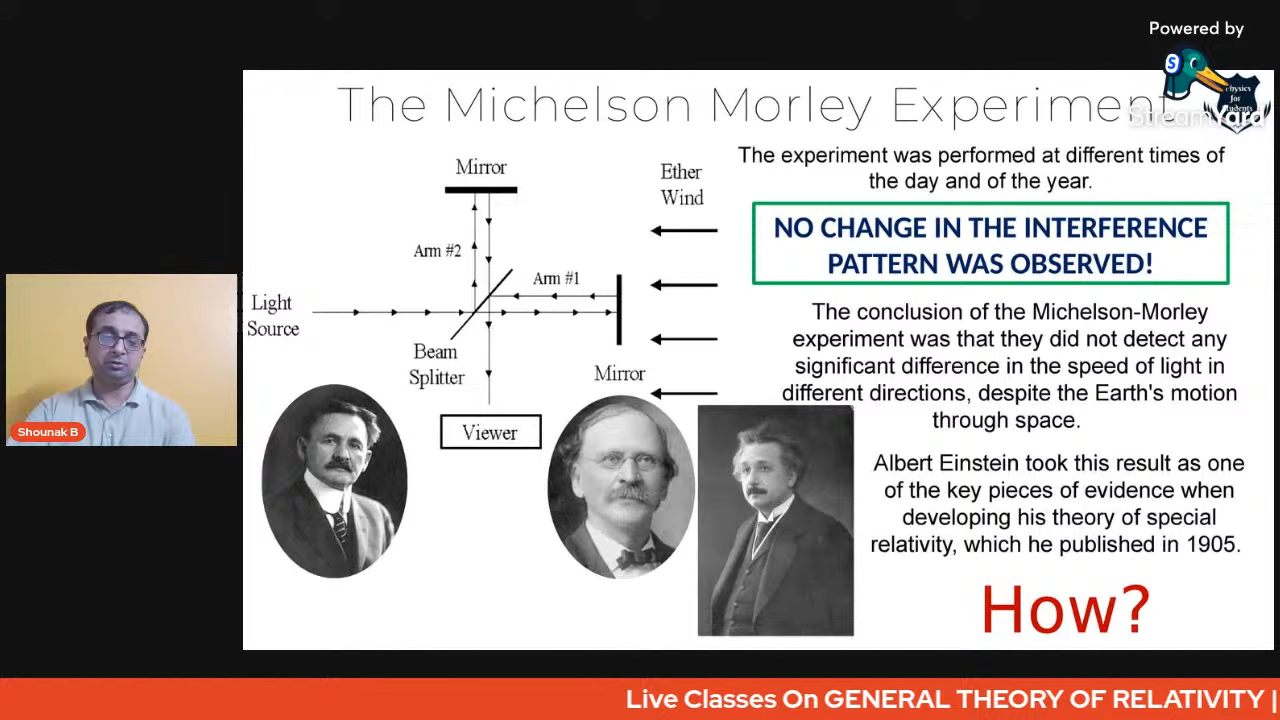 Powered by
StreamYard
Physics
for
Students
The Michelson Morley Experiment
Mirror
Ether
Wind
Arm #2
Arm #1
Light
Source
Beam
Splitter
Mirror
Viewer
The experiment was performed at different times of
the day and of the year.
NO CHANGE IN THE INTERFERENCE
PATTERN WAS OBSERVED!
The conclusion of the Michelson-Morley
experiment was that they did not detect any
significant difference in the speed of light in
different directions, despite the Earth's motion
through space.
Albert Einstein took this result as one
of the key pieces of evidence when
developing his theory of special
relativity, which he published in 1905.
How?
Shounak B
Live Classes On GENERAL THEORY OF RELATIVITY |